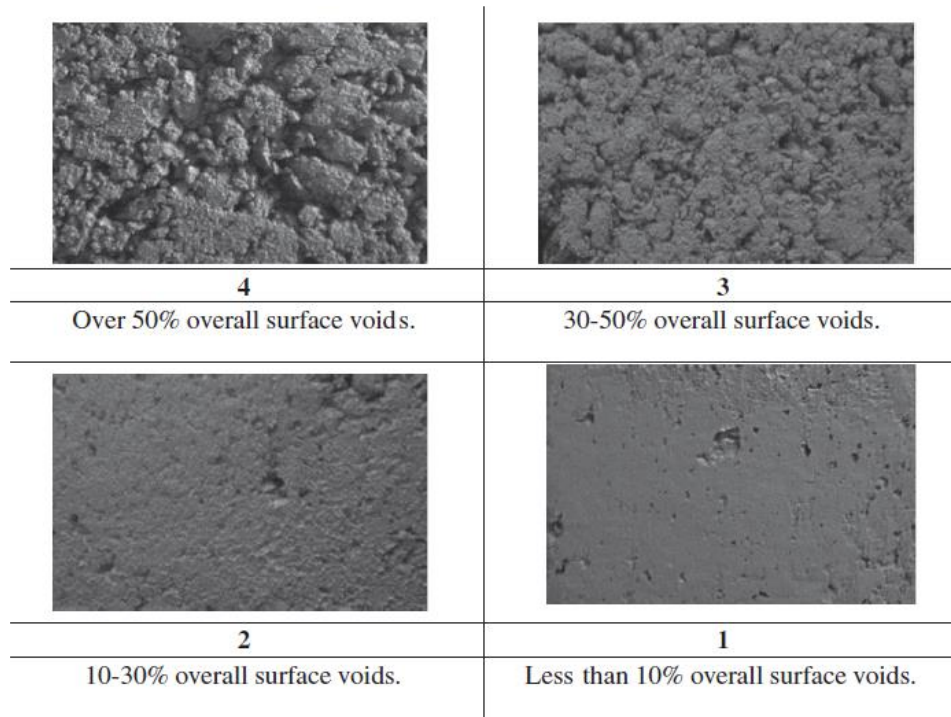 4
3
Over 50% overall surface voids.
30-50% overall surface voids.
2
1
10-30% overall surface voids.
Less than 10% overall surface voids.